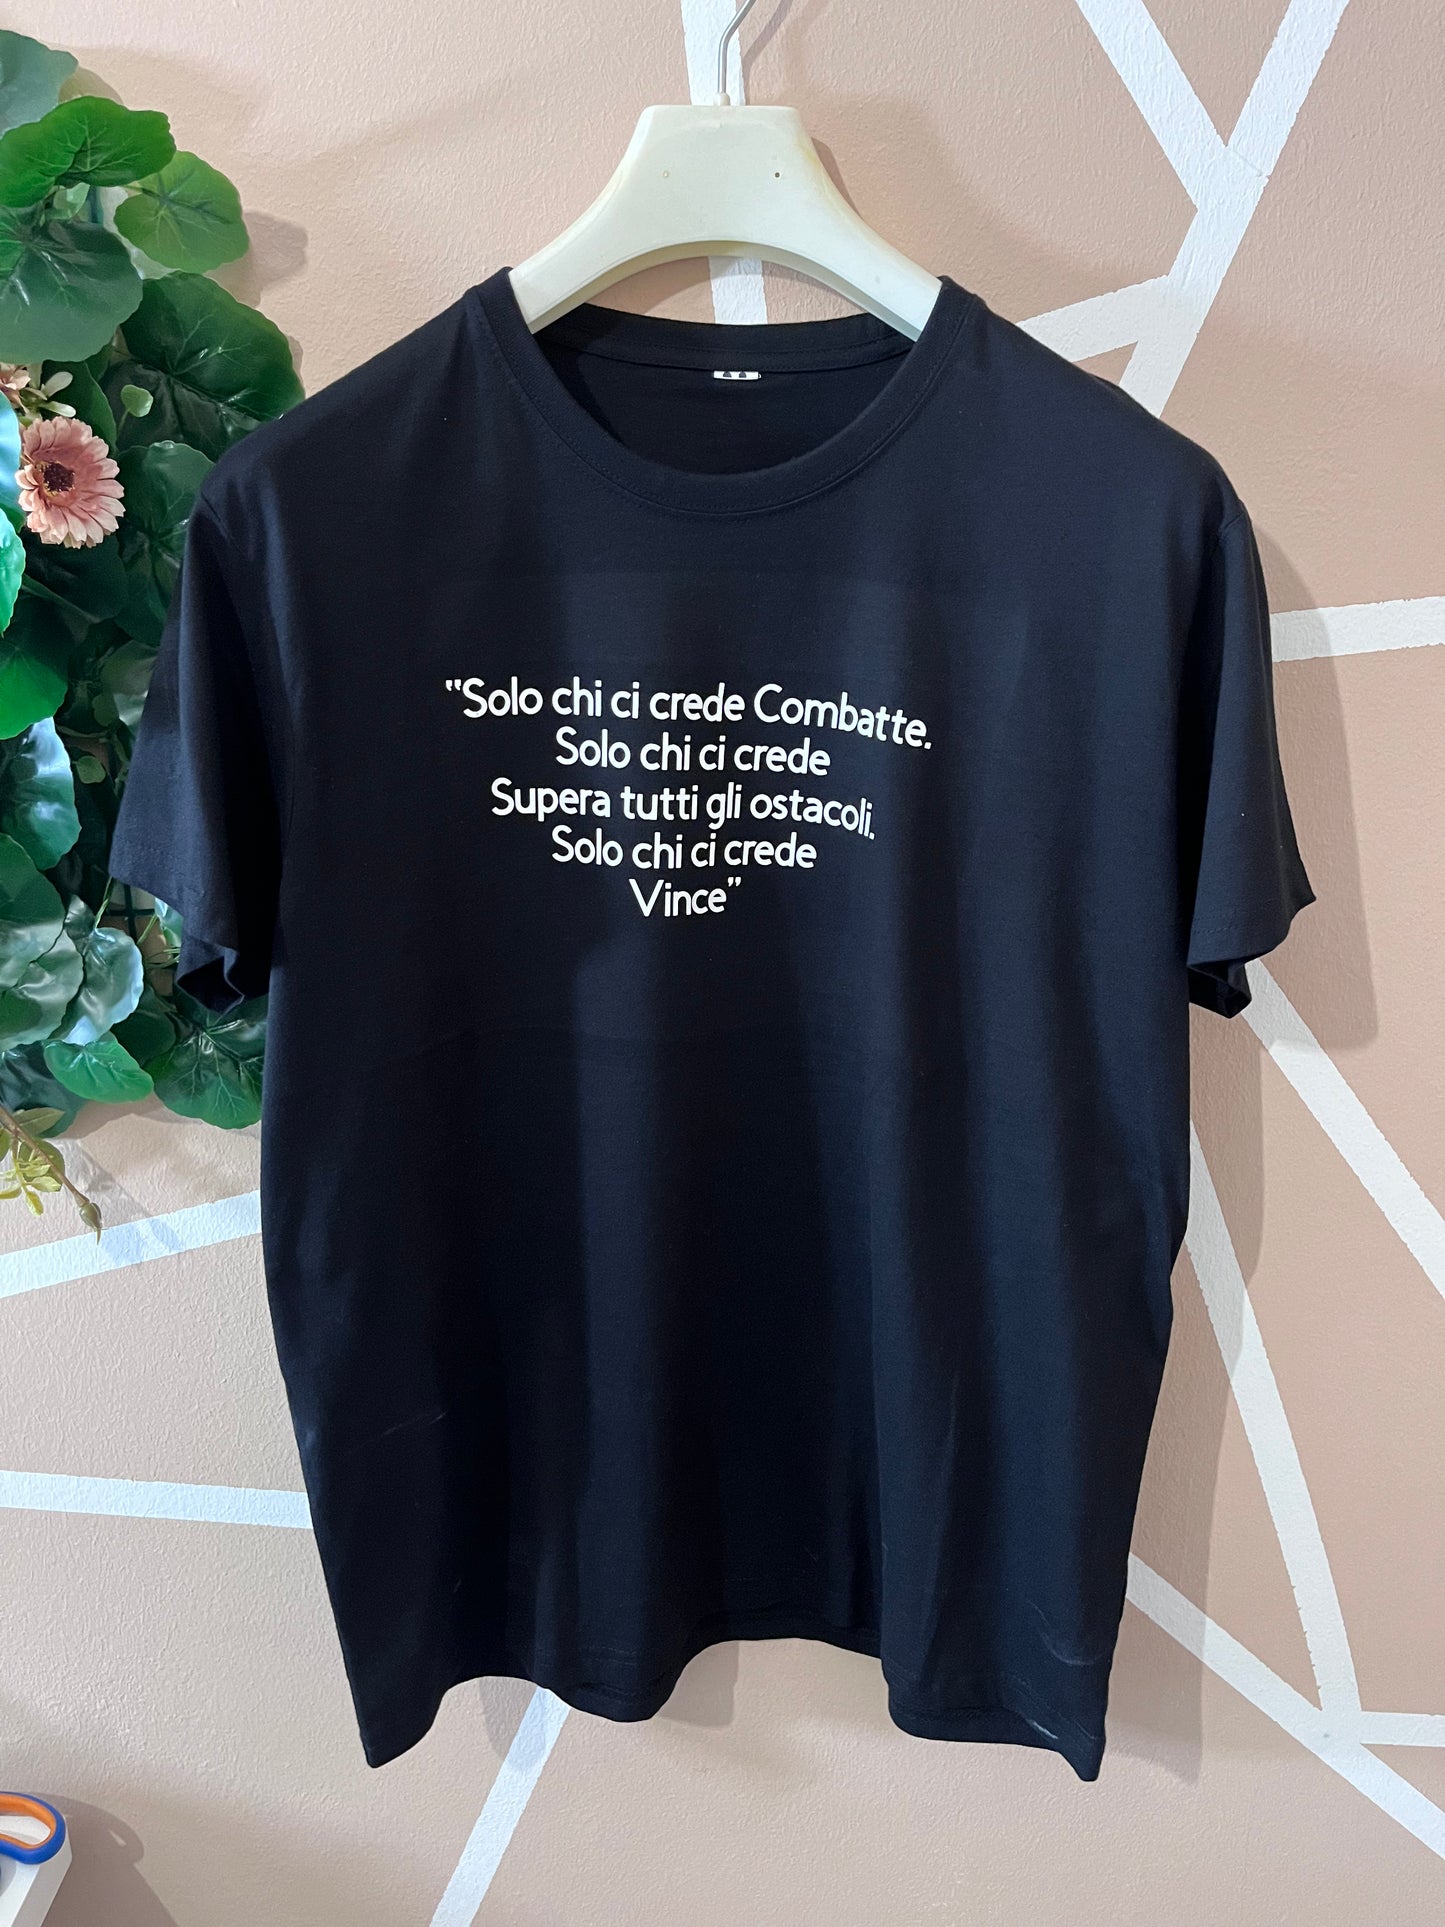 "Solo chi ci crede Combatte.
Solo chi ci crede
Supera tutti gli ostacoli.
Solo chi ci crede
Vince"